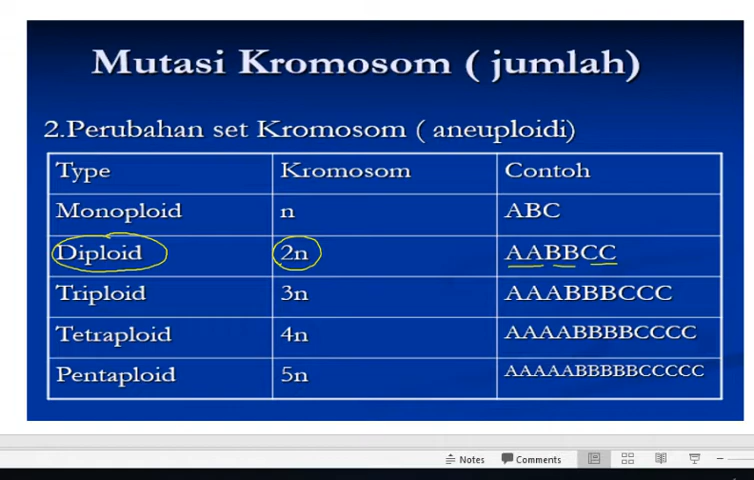 Mutasi Kromosom ( jumlah)
2.Perubahan set Kromosom ( aneuploidi)
Type Kromosom Contoh
Monoploid n ABC
Diploid 2n AABBCC
Triploid 3n AAABBBCCC
Tetraploid 4n AAAABBBBCCCC
Pentaploid 5n AAAAABBBBBCCCCC
Notes Comments